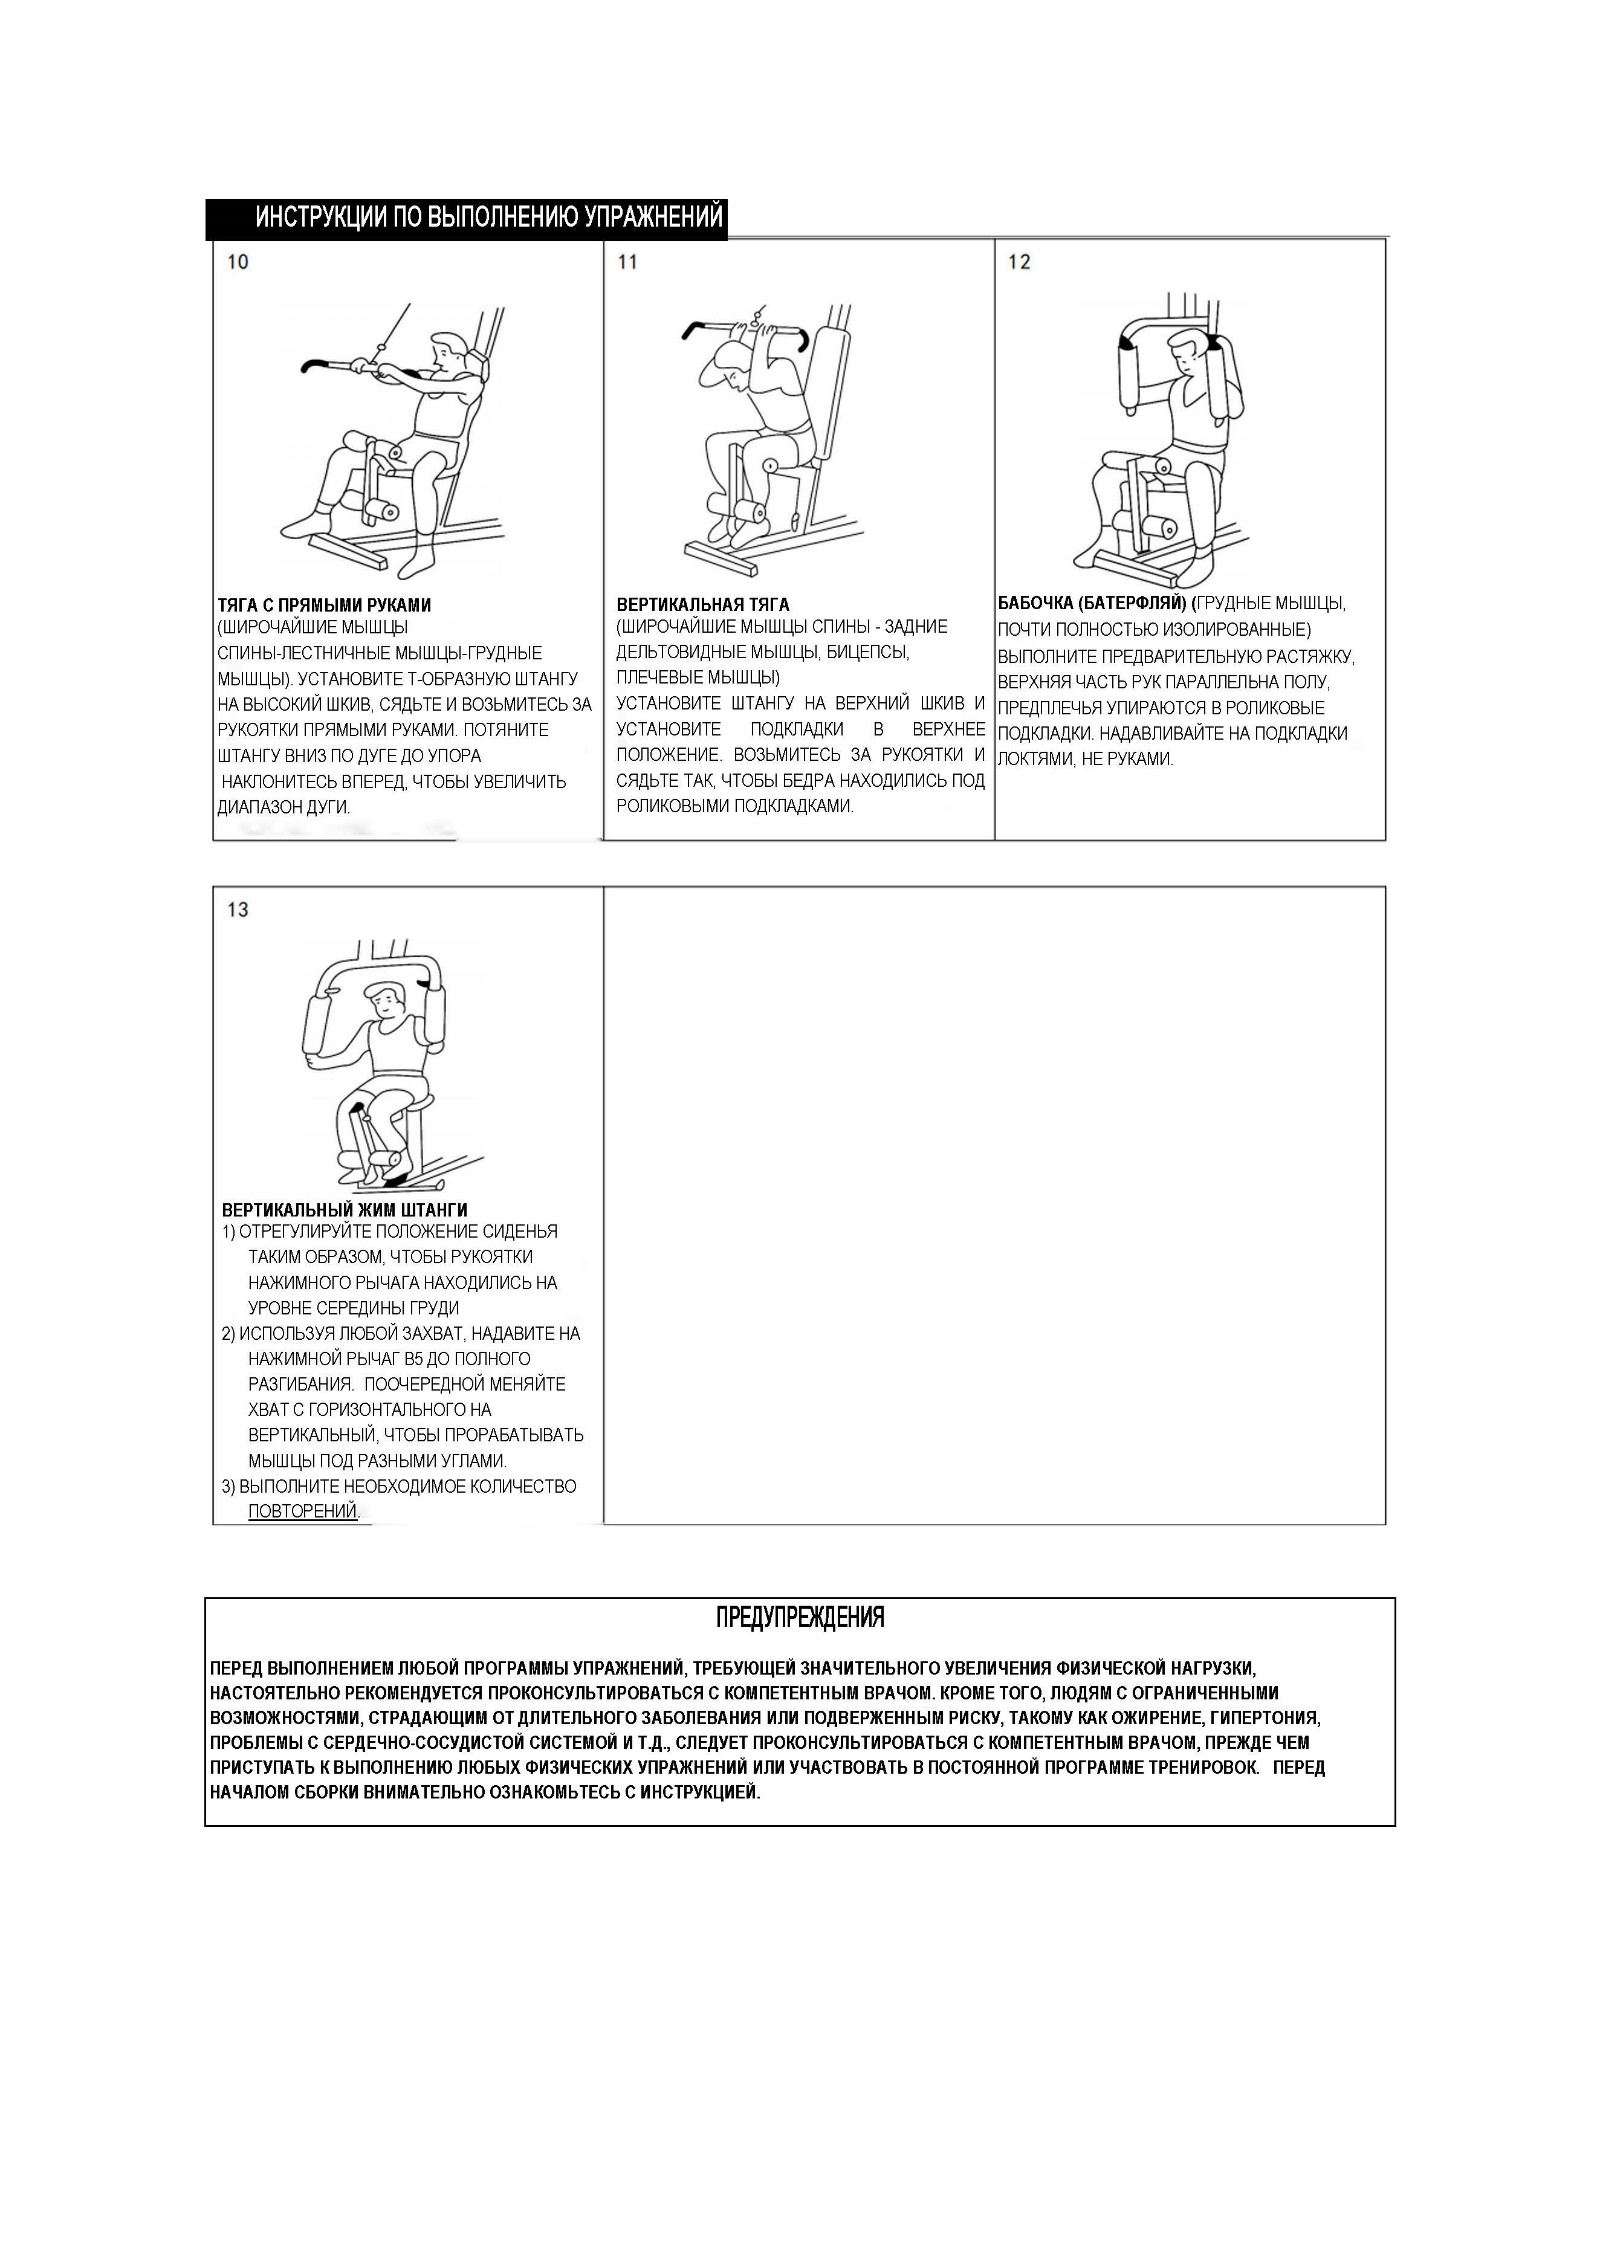 ИНСТРУКЦИИ ПО ВЫПОЛНЕНИЮ УПРАЖНЕНИЙ
10
ТЯГА С ПРЯМЫМИ РУКАМИ
(ШИРОЧАЙШИЕ МЫШЦЫ
СПИНЫ-ЛЕСТНИЧНЫЕ МЫШЦЫ-ГРУДНЫЕ
МЫШЦЫ). УСТАНОВИТЕ Т-ОБРАЗНУЮ ШТАНГУ
НА ВЫСОКИЙ ШКИВ, СЯДЬТЕ И ВОЗЬМИТЕСЬ ЗА
РУКОЯТКИ ПРЯМЫМИ РУКАМИ. ПОТЯНИТЕ
ШТАНГУ ВНИЗ ПО ДУГЕ ДО УПОРА
НАКЛОНИТЕСЬ ВПЕРЕД, ЧТОБЫ УВЕЛИЧИТЬ
ДИАПАЗОН ДУГИ.
11
ВЕРТИКАЛЬНАЯ ТЯГА
(ШИРОЧАЙШИЕ МЫШЦЫ СПИНЫ - ЗАДНИЕ
ДЕЛЬТОВИДНЫЕ МЫШЦЫ, БИЦЕПСЫ,
ПЛЕЧЕВЫЕ МЫШЦЫ)
УСТАНОВИТЕ ШТАНГУ НА ВЕРХНИЙ ШКИВ И
УСТАНОВИТЕ ПОДКЛАДКИ В ВЕРХНЕЕ
ПОЛОЖЕНИЕ. ВОЗЬМИТЕСЬ ЗА РУКОЯТКИ И
СЯДЬТЕ ТАК, ЧТОБЫ БЕДРА НАХОДИЛИСЬ ПОД
РОЛИКОВЫМИ ПОДКЛАДКАМИ.
12
БАБОЧКА (БАТЕРФЛЯЙ) (ГРУДНЫЕ МЫШЦЫ,
ПОЧТИ ПОЛНОСТЬЮ ИЗОЛИРОВАННЫЕ)
ВЫПОЛНИТЕ ПРЕДВАРИТЕЛЬНУЮ РАСТЯЖКУ,
ВЕРХНЯЯ ЧАСТЬ РУК ПАРАЛЛЕЛЬНА ПОЛУ,
ПРЕДПЛЕЧЬЯ УПИРАЮТСЯ В РОЛИКОВЫЕ
ПОДКЛАДКИ. НАДАВЛИВАЙТЕ НА ПОДКЛАДКИ
ЛОКТЯМИ, НЕ РУКАМИ.
13
ВЕРТИКАЛЬНЫЙ ЖИМ ШТАНГИ
1) ОТРЕГУЛИРУЙТЕ ПОЛОЖЕНИЕ СИДЕНЬЯ
ТАКИМ ОБРАЗОМ, ЧТОБЫ РУКОЯТКИ
НАЖИМНОГО РЫЧАГА НАХОДИЛИСЬ НА
УРОВНЕ СЕРЕДИНЫ ГРУДИ
2) ИСПОЛЬЗУЯ ЛЮБОЙ ЗАХВАТ, НАДАВИТЕ НА
НАЖИМНОЙ РЫЧАГ B5 ДО ПОЛНОГО
РАЗГИБАНИЯ. ПООЧЕРЕДНОЙ МЕНЯЙТЕ
ХВАТ С ГОРИЗОНТАЛЬНОГО НА
ВЕРТИКАЛЬНЫЙ, ЧТОБЫ ПРОРАБАТЫВАТЬ
МЫШЦЫ ПОД РАЗНЫМИ УГЛАМИ.
3) ВЫПОЛНИТЕ НЕОБХОДИМОЕ КОЛИЧЕСТВО
ПОВТОРЕНИЙ.
ПРЕДУПРЕЖДЕНИЯ
ПЕРЕД ВЫПОЛНЕНИЕМ ЛЮБОЙ ПРОГРАММЫ УПРАЖНЕНИЙ, ТРЕБУЮЩЕЙ ЗНАЧИТЕЛЬНОГО УВЕЛИЧЕНИЯ ФИЗИЧЕСКОЙ НАГРУЗКИ,
НАСТОЯТЕЛЬНО РЕКОМЕНДУЕТСЯ ПРОКОНСУЛЬТИРОВАТЬСЯ С КОМПЕТЕНТНЫМ ВРАЧОМ. КРОМЕ ТОГО, ЛЮДЯМ С ОГРАНИЧЕННЫМИ
ВОЗМОЖНОСТЯМИ, СТРАДАЮЩИМ ОТ ДЛИТЕЛЬНОГО ЗАБОЛЕВАНИЯ ИЛИ ПОДВЕРЖЕННЫМ РИСКУ, ТАКОМУ КАК ОЖИРЕНИЕ, ГИПЕРТОНИЯ,
ПРОБЛЕМЫ С СЕРДЕЧНО-СОСУДИСТОЙ СИСТЕМОЙ И Т.Д., СЛЕДУЕТ ПРОКОНСУЛЬТИРОВАТЬСЯ С КОМПЕТЕНТНЫМ ВРАЧОМ, ПРЕЖДЕ ЧЕМ
ПРИСТУПАТЬ К ВЫПОЛНЕНИЮ ЛЮБЫХ ФИЗИЧЕСКИХ УПРАЖНЕНИЙ ИЛИ УЧАСТВОВАТЬ В ПОСТОЯННОЙ ПРОГРАММЕ ТРЕНИРОВОК. ПЕРЕД
НАЧАЛОМ СБОРКИ ВНИМАТЕЛЬНО ОЗНАКОМЬТЕСЬ С ИНСТРУКЦИЕЙ.